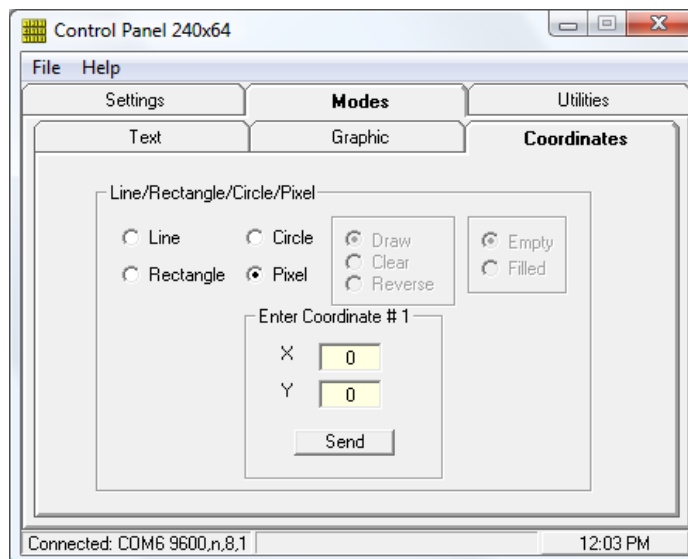 Control Panel 240x64
File Help
Settings Modes Utilities
Text Graphic Coordinates
Line/Rectangle/Circle/Pixel
Line Circle Draw Empty
Clear
Rectangle Pixel Reverse Filled
Enter Coordinate # 1
X 0
Y 0
Send
Connected: COM6 9600,n,8,1 12:03 PM